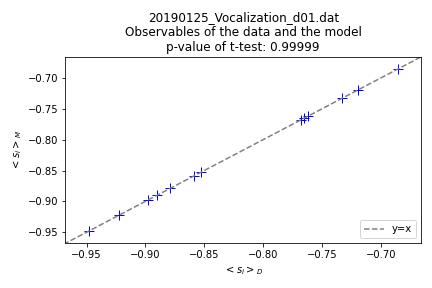 20190125_Vocalization_d01.dat
Observables of the data and the model
p-value of t-test: 0.99999
−0.70
−0.75
−0.80
−0.85
−0.90
−0.95
< s_i >_M
y=x
−0.95
−0.90
−0.85
−0.80
−0.75
−0.70
< s_i >_D